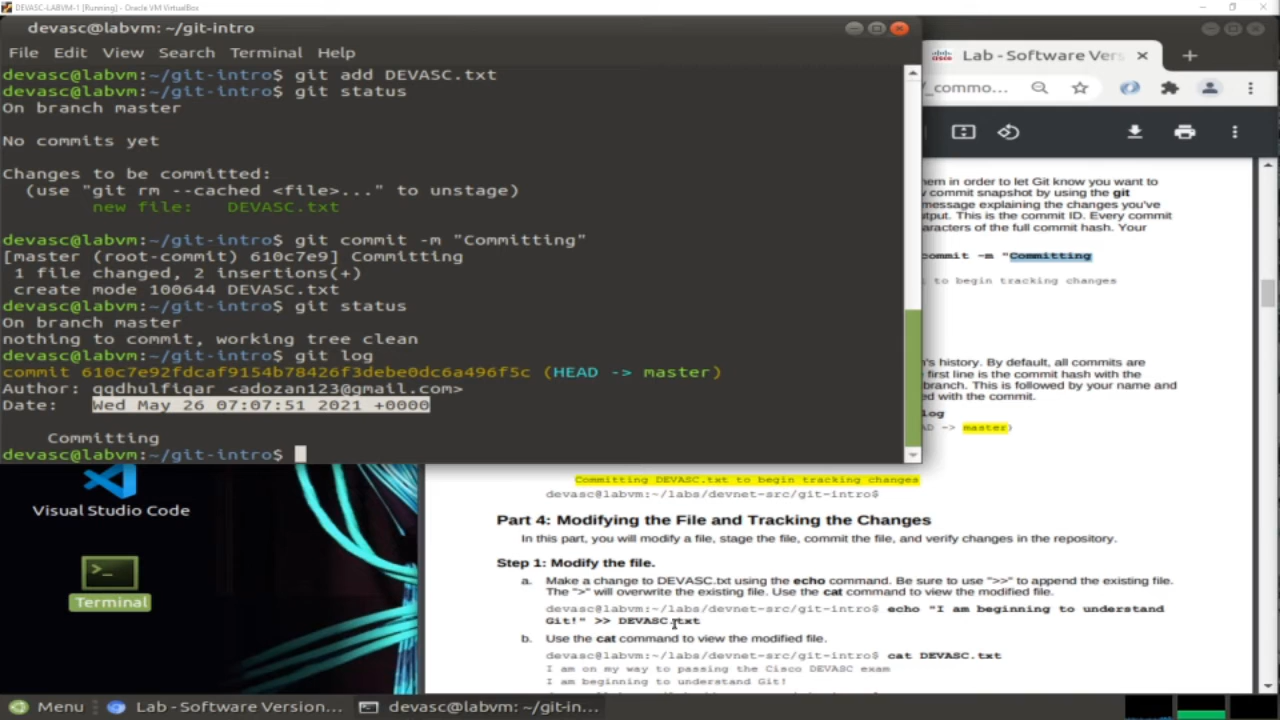 DEVASC-LABVM-1 [Running] - Oracle VM VirtualBox
devasc@labvm: ~/git-intro
File Edit View Search Terminal Help
devasc@labvm:~/git-intro$ git add DEVASC.txt
devasc@labvm:~/git-intro$ git status
On branch master
No commits yet
Changes to be committed:
(use "git rm --cached <file>..." to unstage)
new file: DEVASC.txt
devasc@labvm:~/git-intro$ git commit -m "Committing"
[master (root-commit) 610c7e9] Committing
1 file changed, 2 insertions(+)
create mode 100644 DEVASC.txt
devasc@labvm:~/git-intro$ git status
On branch master
nothing to commit, working tree clean
devasc@labvm:~/git-intro$ git log
commit 610c7e92fdcaf9154b78426f3debe0dc6a496f5c (HEAD -> master)
Author: qqdhulfiqar <adozan123@gmail.com>
Date: Wed May 26 07:07:51 2021 +0000
Committing
devasc@labvm:~/git-intro$
Lab - Software Vers
_commo...
em in order to let Git know you want to
commit snapshot by using the git
message explaining the changes you've
tput. This is the commit ID. Every commit
aracters of the full commit hash. Your
commit -m "Committing
to begin tracking changes
's history. By default, all commits are
first line is the commit hash with the
branch. This is followed by your name and
ed with the commit.
log
AD -> master)
Committing DEVASC.txt to begin tracking changes
devasc@labvm:~/labs/devnet-src/git-intro$
Part 4: Modifying the File and Tracking the Changes
In this part, you will modify a file, stage the file, commit the file, and verify changes in the repository.
Step 1: Modify the file.
a. Make a change to DEVASC.txt using the echo command. Be sure to use ">>" to append the existing file.
The ">" will overwrite the existing file. Use the cat command to view the modified file.
devasc@labvm:~/labs/devnet-src/git-intro$ echo "I am beginning to understand
Git!" >> DEVASC.txt
b. Use the cat command to view the modified file.
devasc@labvm:~/labs/devnet-src/git-intro$ cat DEVASC.txt
I am on my way to passing the Cisco DEVASC exam
I am beginning to understand Git!
Visual Studio Code
Terminal
Menu
Lab - Software Version...
devasc@labvm: ~/git-in...